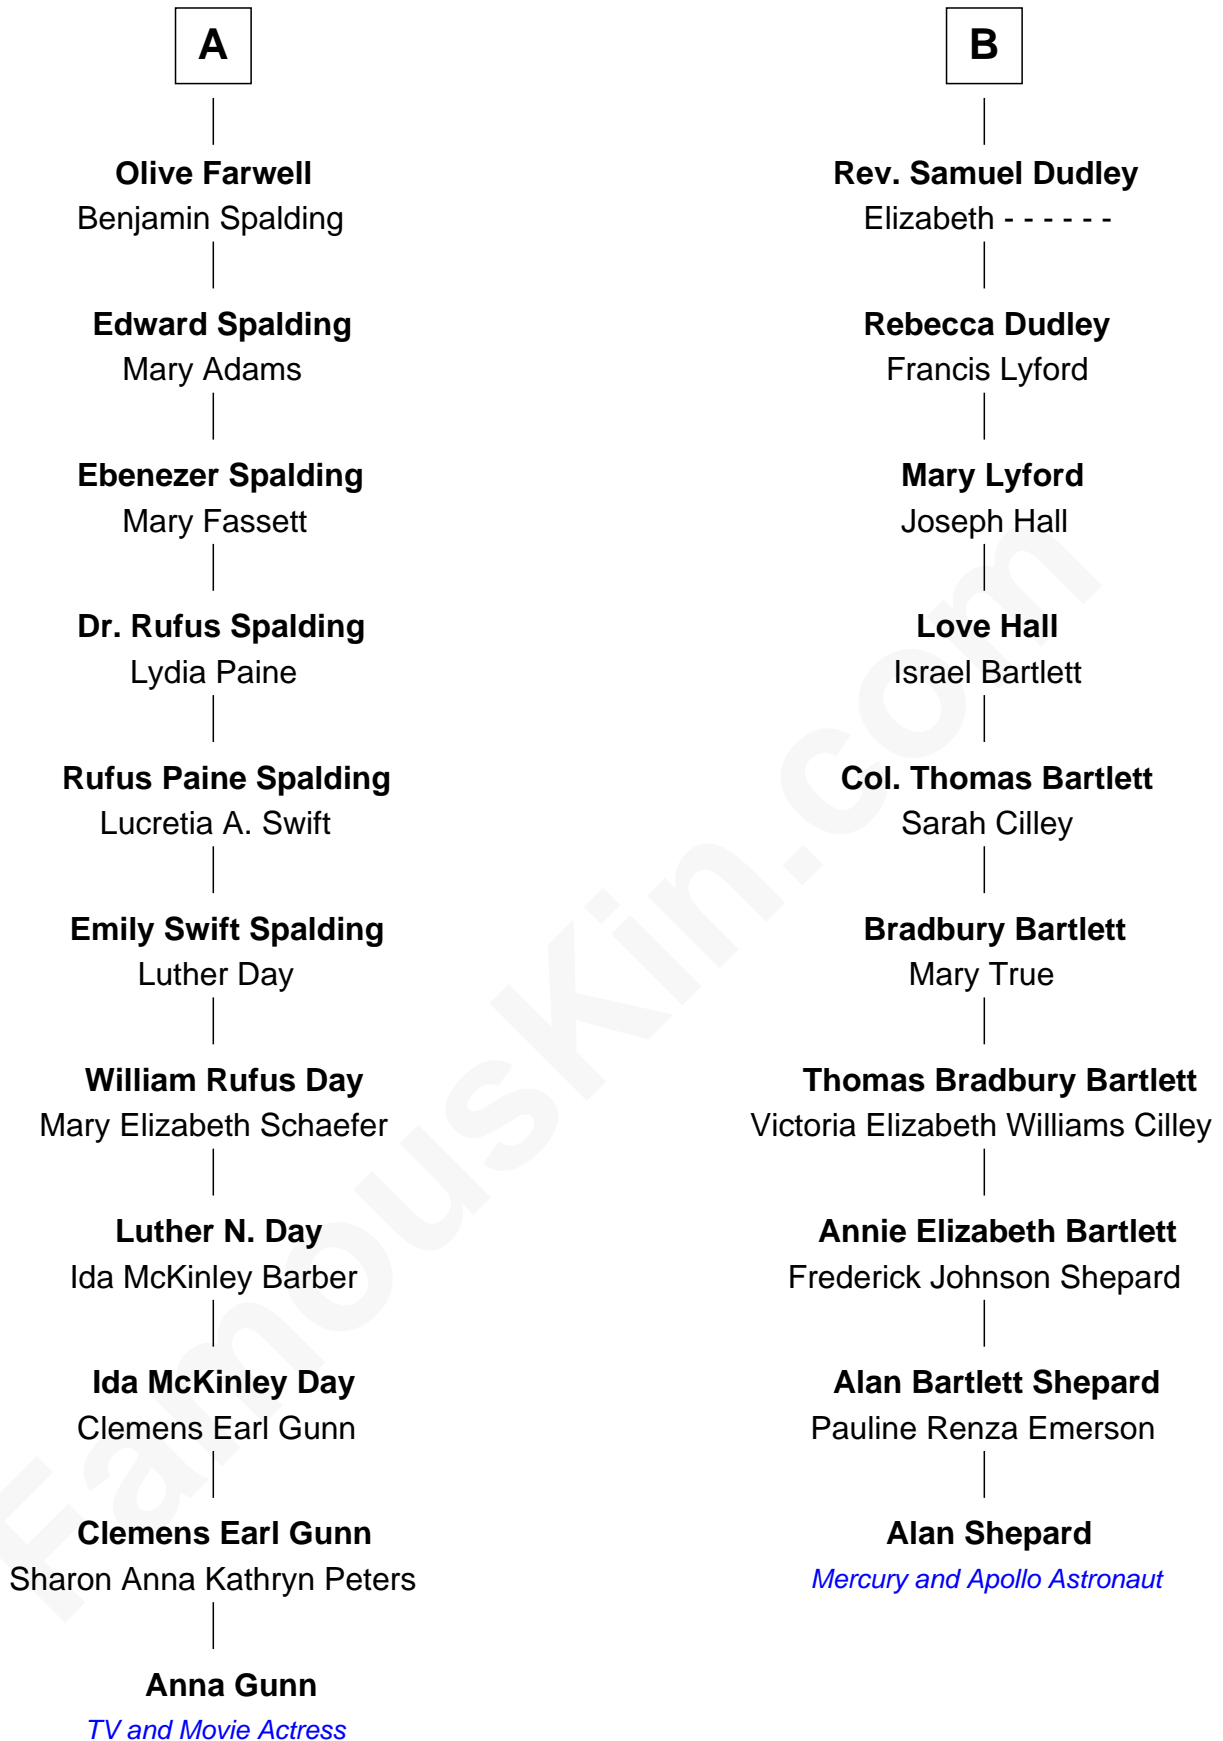 A
Olive Farwell
Benjamin Spalding
Edward Spalding
Mary Adams
Ebenezer Spalding
Mary Fassett
Dr. Rufus Spalding
Lydia Paine
Rufus Paine Spalding
Lucretia A. Swift
Emily Swift Spalding
Luther Day
William Rufus Day
Mary Elizabeth Schaefer
Luther N. Day
Ida McKinley Barber
Ida McKinley Day
Clemens Earl Gunn
Clemens Earl Gunn
Sharon Anna Kathryn Peters
Anna Gunn
TV and Movie Actress
B
Rev. Samuel Dudley
Elizabeth - - - - - -
Rebecca Dudley
Francis Lyford
Mary Lyford
Joseph Hall
Love Hall
Israel Bartlett
Col. Thomas Bartlett
Sarah Cilley
Bradbury Bartlett
Mary True
Thomas Bradbury Bartlett
Victoria Elizabeth Williams Cilley
Annie Elizabeth Bartlett
Frederick Johnson Shepard
Alan Bartlett Shepard
Pauline Renza Emerson
Alan Shepard
Mercury and Apollo Astronaut
FamousKin.com